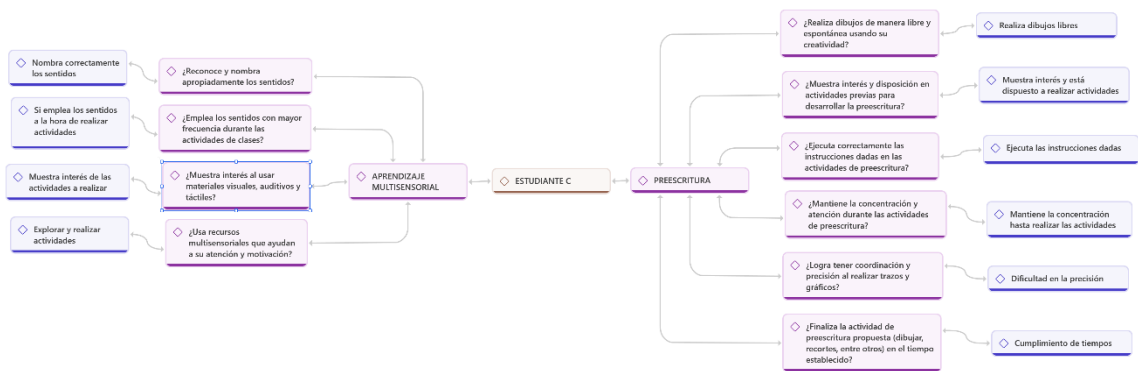 Nombra correctamente
los sentidos
¿Reconoce y nombra
apropiadamente los sentidos?
Si emplea los sentidos
a la hora de realizar
actividades
¿Emplea los sentidos con mayor
frecuencia durante las
actividades de clases?
Muestra interés de las
actividades a realizar
¿Muestra interés al usar
materiales visuales, auditivos y
táctiles?
Explorar y realizar
actividades
¿Usa recursos
multisensoriales que ayudan
a su atención y motivación?
APRENDIZAJE
MULTISENSORIAL
ESTUDIANTE C
PREESCRITURA
¿Realiza dibujos de manera libre y
espontánea usando su
creatividad?
Realiza dibujos libres
¿Muestra interés y disposición en
actividades previas para
desarrollar la preescritura?
Muestra interés y está
dispuesto a realizar actividades
¿Ejecuta correctamente las
instrucciones dadas en las
actividades de preescritura?
Ejecuta las instrucciones dadas
¿Mantiene la concentración y
atención durante las actividades
de preescritura?
Mantiene la concentración
hasta realizar las actividades
¿Logra tener coordinación y
precisión al realizar trazos y
gráficos?
Dificultad en la precisión
¿Finaliza la actividad de
preescritura propuesta (dibujar,
recortes, entre otros) en el tiempo
establecido?
Cumplimiento de tiempos